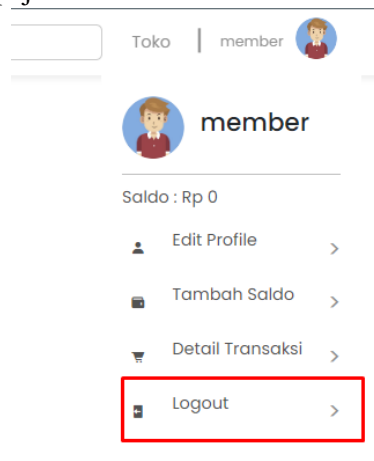 Toko | member
member
Saldo : Rp 0
Edit Profile
Tambah Saldo
Detail Transaksi
Logout